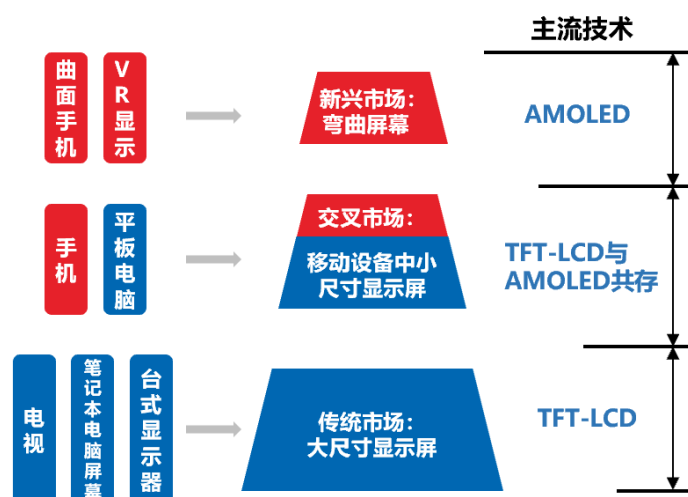 主流技术
曲面手机
VR显示
新兴市场：
弯曲屏幕
AMOLED
手机
平板电脑
交叉市场：
移动设备中小
尺寸显示屏
TFT-LCD与
AMOLED共存
电视
笔记本电脑屏幕
台式显示器
传统市场：
大尺寸显示屏
TFT-LCD